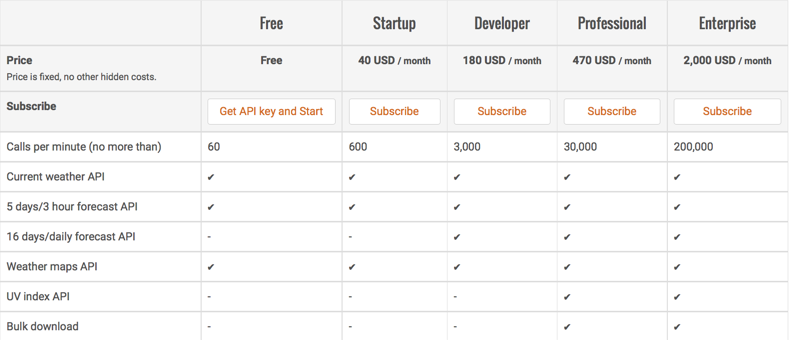 Free Startup Developer Professional Enterprise
Price Free 40 USD / month 180 USD / month 470 USD / month 2,000 USD / month
Price is fixed, no other hidden costs.
Subscribe Get API key and Start Subscribe Subscribe Subscribe Subscribe
Calls per minute (no more than) 60 600 3,000 30,000 200,000
Current weather API ✔ ✔ ✔ ✔ ✔
5 days/3 hour forecast API ✔ ✔ ✔ ✔ ✔
16 days/daily forecast API - - ✔ ✔ ✔
Weather maps API ✔ ✔ ✔ ✔ ✔
UV index API - - - ✔ ✔
Bulk download - - - ✔ ✔